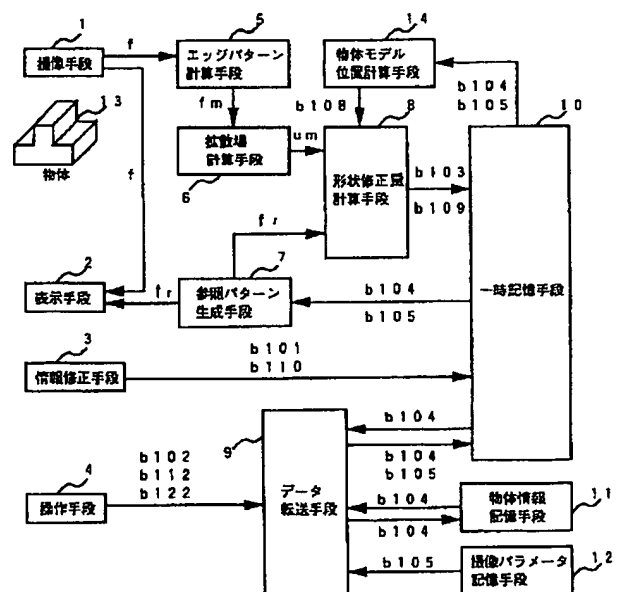 1
撮像手段
f
5
エッジパターン
計算手段
14
物体モデル
位置計算手段
b104
b105
13
物体
fm
b108
8
10
拡散場
計算手段
um
6
形状修正量
計算手段
b103
b109
f
fr
2
表示手段
fr
7
参照パターン
生成手段
b104
b105
一時記憶手段
3
情報修正手段
b101
b110
9
b104
b104
b105
4
操作手段
b102
b112
b122
データ
転送手段
b104
b104
物体情報
記憶手段
11
b105
撮像パラメータ
記憶手段
12